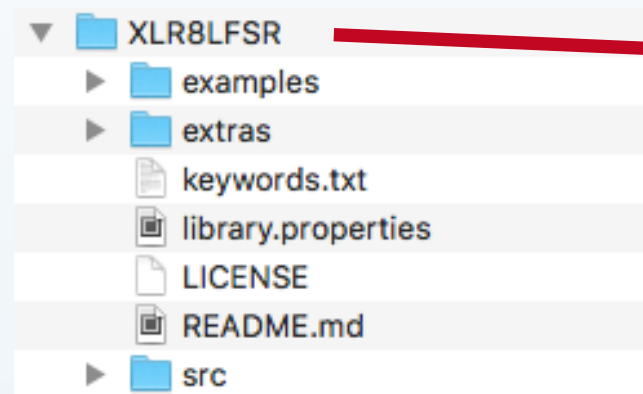 XLR8LFSR
examples
extras
keywords.txt
library.properties
LICENSE
README.md
src